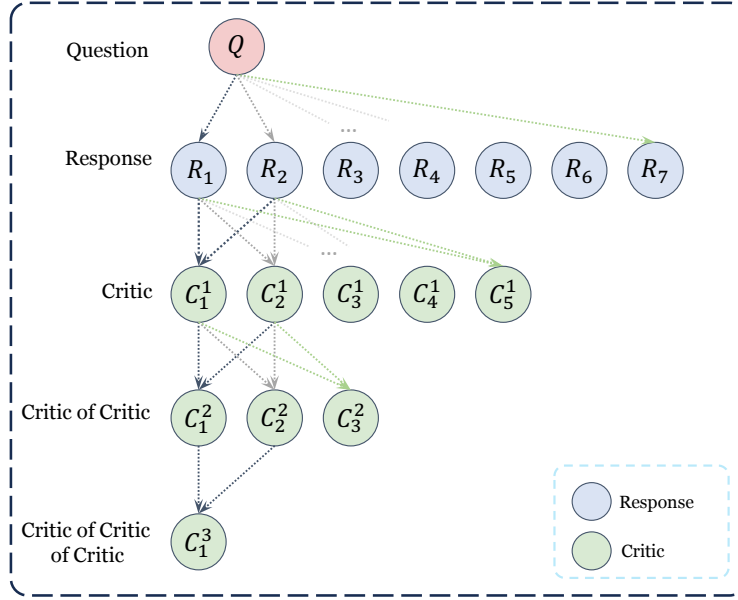 Question
Q
...
Response
R₁ R₂ R₃ R₄ R₅ R₆ R₇
...
Critic
C₁¹ C₂¹ C₃¹ C₄¹ C₅¹
Critic of Critic
C₁² C₂² C₃²
Critic of Critic
of Critic
C₁³
Response
Critic